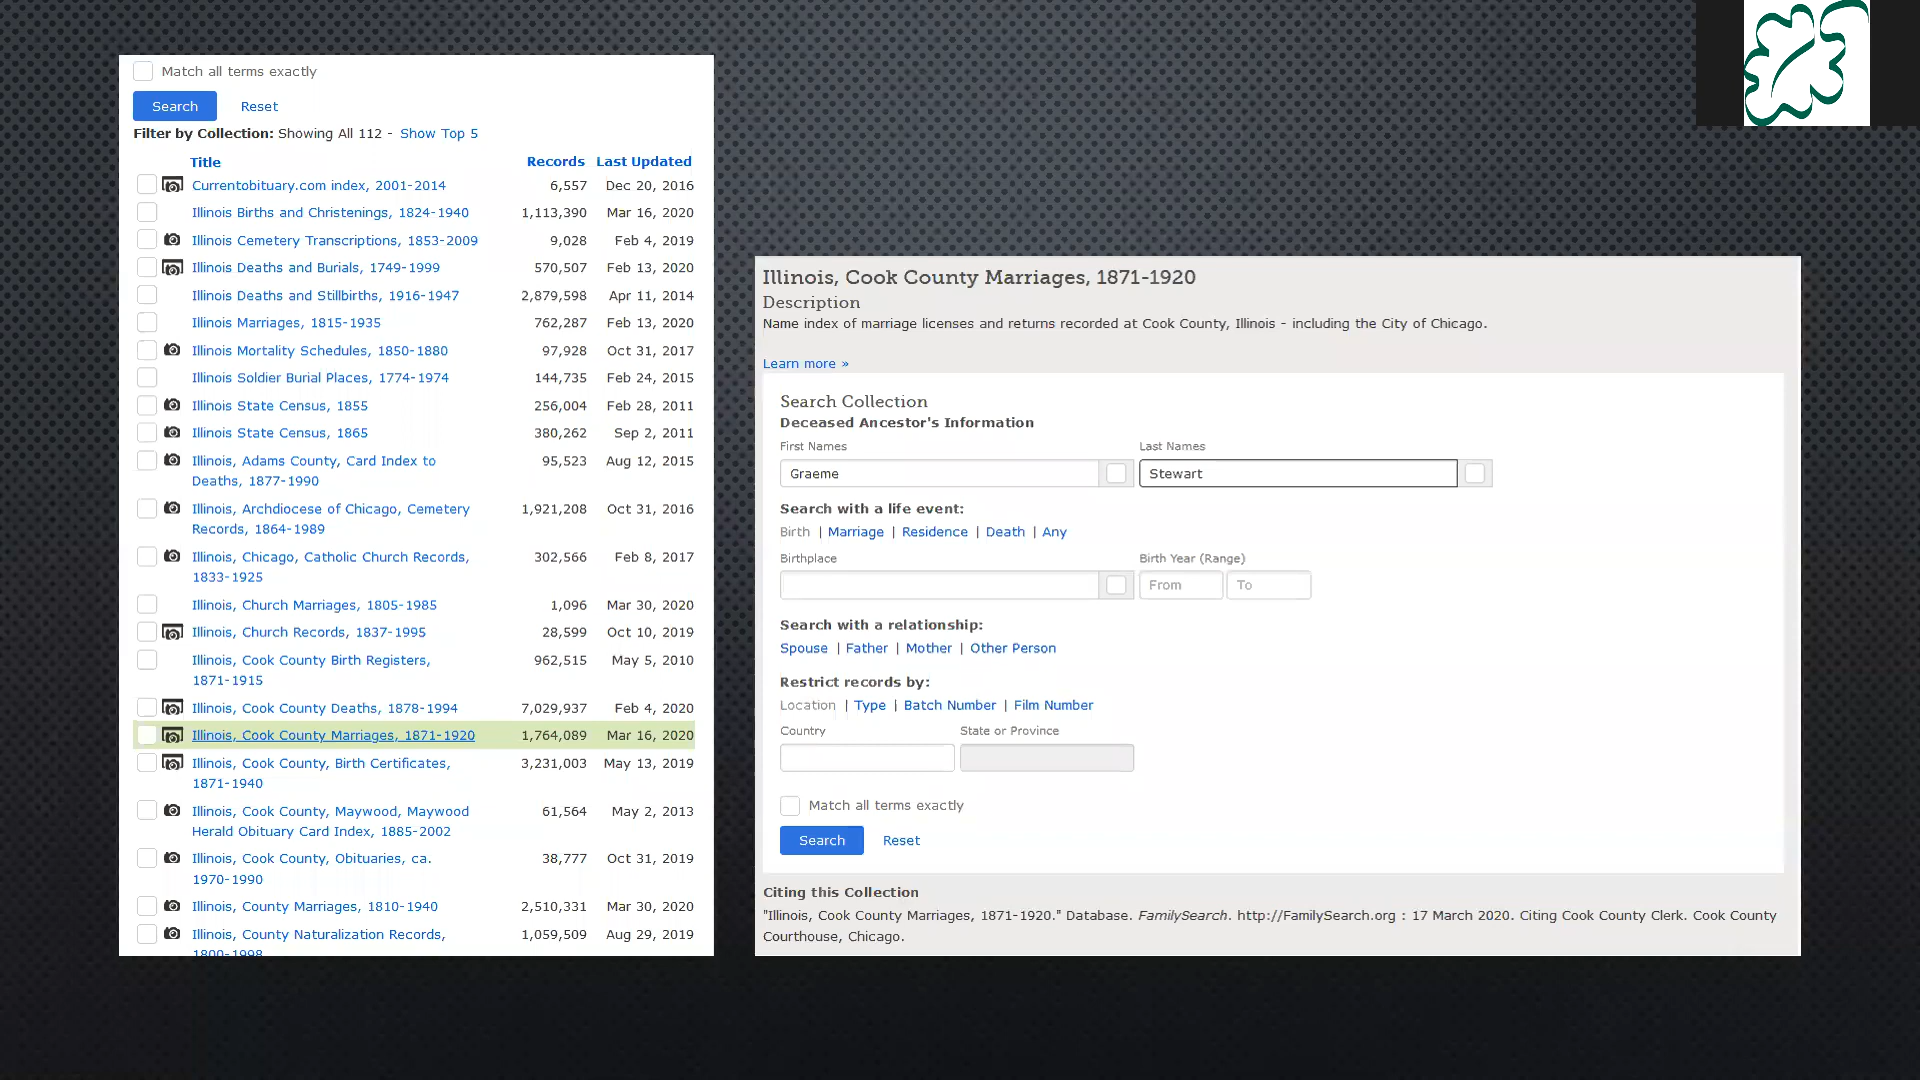 Match all terms exactly
Search Reset
Filter by Collection: Showing All 112 - Show Top 5
Title Records Last Updated
Currentobituary.com index, 2001-2014 6,557 Dec 20, 2016
Illinois Births and Christenings, 1824-1940 1,113,390 Mar 16, 2020
Illinois Cemetery Transcriptions, 1853-2009 9,028 Feb 4, 2019
Illinois Deaths and Burials, 1749-1999 570,507 Feb 13, 2020
Illinois Deaths and Stillbirths, 1916-1947 2,879,598 Apr 11, 2014
Illinois Marriages, 1815-1935 762,287 Feb 13, 2020
Illinois Mortality Schedules, 1850-1880 97,928 Oct 31, 2017
Illinois Soldier Burial Places, 1774-1974 144,735 Feb 24, 2015
Illinois State Census, 1855 256,004 Feb 28, 2011
Illinois State Census, 1865 380,262 Sep 2, 2011
Illinois, Adams County, Card Index to 95,523 Aug 12, 2015
Deaths, 1877-1990
Illinois, Archdiocese of Chicago, Cemetery 1,921,208 Oct 31, 2016
Records, 1864-1989
Illinois, Chicago, Catholic Church Records, 302,566 Feb 8, 2017
1833-1925
Illinois, Church Marriages, 1805-1985 1,096 Mar 30, 2020
Illinois, Church Records, 1837-1995 28,599 Oct 10, 2019
Illinois, Cook County Birth Registers, 962,515 May 5, 2010
1871-1915
Illinois, Cook County Deaths, 1878-1994 7,029,937 Feb 4, 2020
Illinois, Cook County Marriages, 1871-1920 1,764,089 Mar 16, 2020
Illinois, Cook County, Birth Certificates, 3,231,003 May 13, 2019
1871-1940
Illinois, Cook County, Maywood, Maywood 61,564 May 2, 2013
Herald Obituary Card Index, 1885-2002
Illinois, Cook County, Obituaries, ca. 38,777 Oct 31, 2019
1970-1990
Illinois, County Marriages, 1810-1940 2,510,331 Mar 30, 2020
Illinois, County Naturalization Records, 1,059,509 Aug 29, 2019
1800-1998
Illinois, Cook County Marriages, 1871-1920
Description
Name index of marriage licenses and returns recorded at Cook County, Illinois - including the City of Chicago.
Learn more »
Search Collection
Deceased Ancestor's Information
First Names Last Names
Graeme Stewart
Search with a life event:
Birth | Marriage | Residence | Death | Any
Birthplace Birth Year (Range)
From To
Search with a relationship:
Spouse | Father | Mother | Other Person
Restrict records by:
Location | Type | Batch Number | Film Number
Country State or Province
Match all terms exactly
Search Reset
Citing this Collection
"Illinois, Cook County Marriages, 1871-1920." Database. FamilySearch. http://FamilySearch.org : 17 March 2020. Citing Cook County Clerk. Cook County
Courthouse, Chicago.